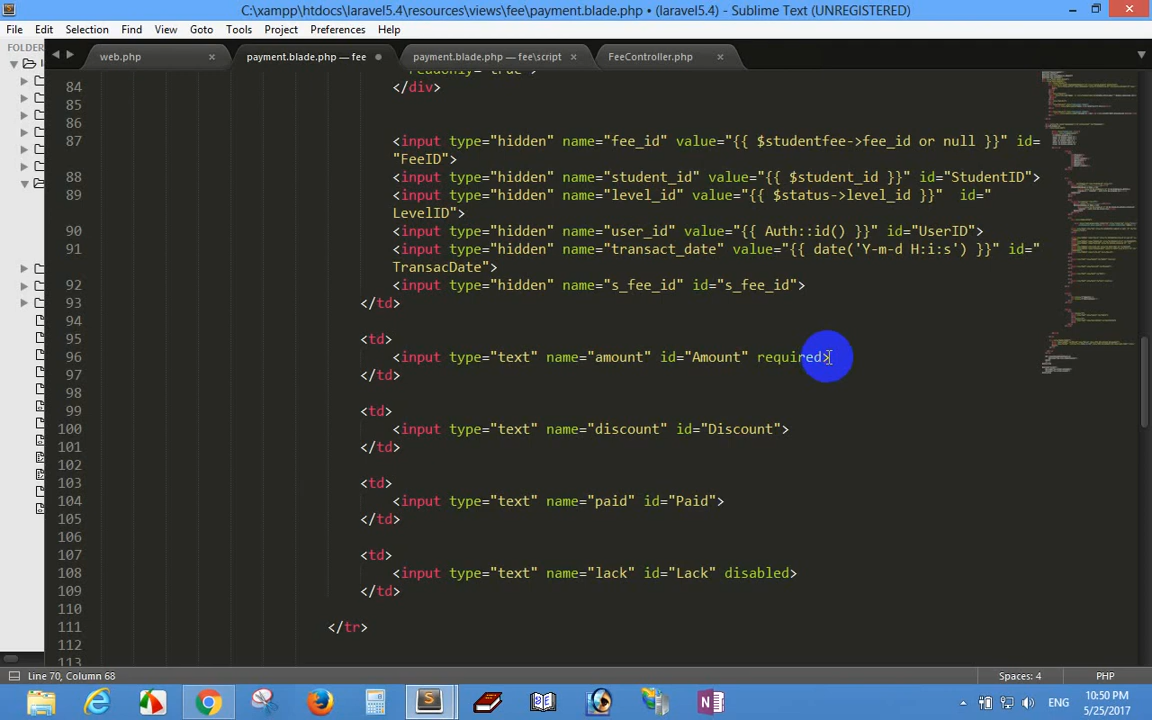 C:\xampp\htdocs\laravel5.4\resources\views\fee\payment.blade.php • (laravel5.4) - Sublime Text (UNREGISTERED)
File Edit Selection Find View Goto Tools Project Preferences Help
FOLDER
web.php
payment.blade.php — fee
payment.blade.php — fee\script
FeeController.php
readonly="true">
84 </div>
85
86
87 <input type="hidden" name="fee_id" value="{{ $studentfee->fee_id or null }}" id=
"FeeID">
88 <input type="hidden" name="student_id" value="{{ $student_id }}" id="StudentID">
89 <input type="hidden" name="level_id" value="{{ $status->level_id }}" id="
LevelID">
90 <input type="hidden" name="user_id" value="{{ Auth::id() }}" id="UserID">
91 <input type="hidden" name="transact_date" value="{{ date('Y-m-d H:i:s') }}" id="
TransacDate">
92 <input type="hidden" name="s_fee_id" id="s_fee_id">
93 </td>
94
95 <td>
96 <input type="text" name="amount" id="Amount" required>
97 </td>
98
99 <td>
100 <input type="text" name="discount" id="Discount">
101 </td>
102
103 <td>
104 <input type="text" name="paid" id="Paid">
105 </td>
106
107 <td>
108 <input type="text" name="lack" id="Lack" disabled>
109 </td>
110
111 </tr>
112
113
Line 70, Column 68
Spaces: 4
PHP
ENG
10:50 PM
5/25/2017